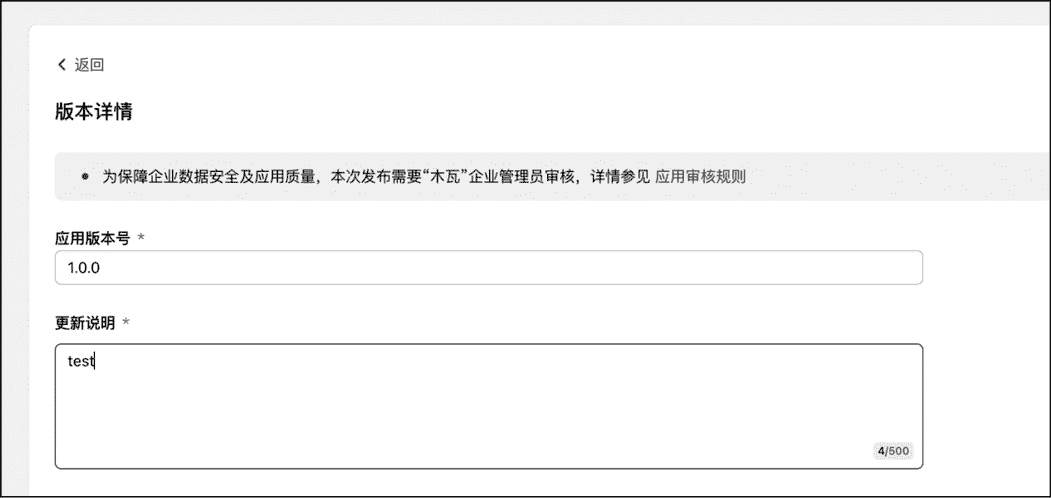 返回
版本详情
为保障企业数据安全及应用质量，本次发布需要“木瓦”企业管理员审核，详情参见 应用审核规则
应用版本号 *
1.0.0
更新说明 *
test
4/500